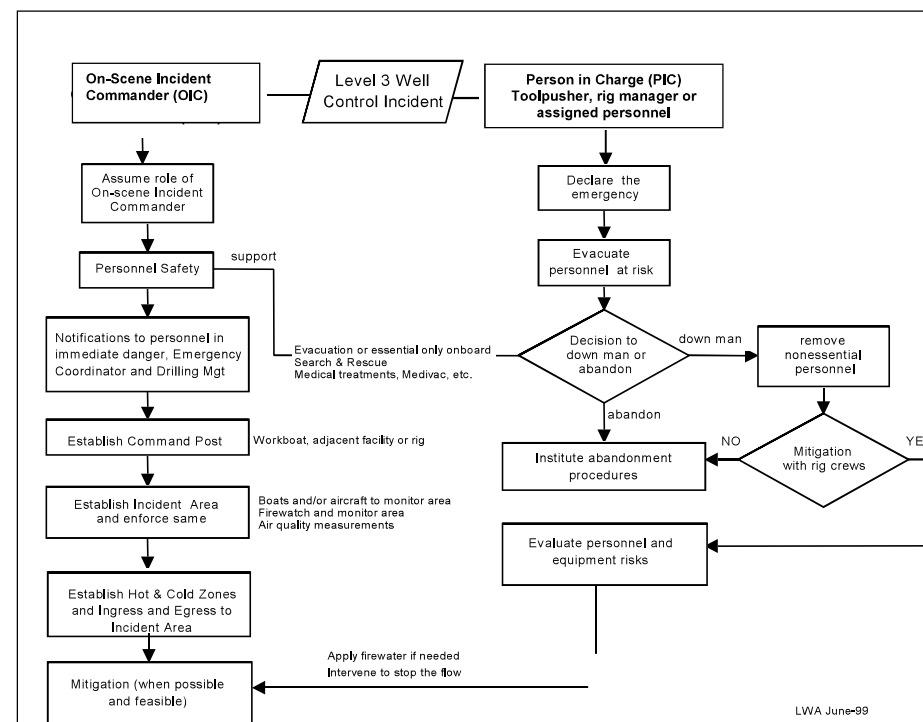 On-Scene Incident
Commander (OIC)
Level 3 Well
Control Incident
Person in Charge (PIC)
Toolpusher, rig manager or
assigned personnel
Assume role of
On-scene Incident
Commander
Declare the
emergency
support
Personnel Safety
Evacuate
personnel at risk
Notifications to personnel in
immediate danger, Emergency
Coordinator and Drilling Mgt
Evacuation or essential only onboard
Search & Rescue
Medical treatments, Medivac, etc.
Decision to
down man or
abandon
down man
remove
nonessential
personnel
abandon
Establish Command Post
Workboat, adjacent facility or rig
Institute abandonment
procedures
NO
Mitigation
with rig crews
YE
Establish Incident Area
and enforce same
Boats and/or aircraft to monitor area
Firewatch and monitor area
Air quality measurements
Evaluate personnel and
equipment risks
Establish Hot & Cold Zones
and Ingress and Egress to
Incident Area
Apply firewater if needed
Intervene to stop the flow
Mitigation (when possible
and feasible)
LWA June-99